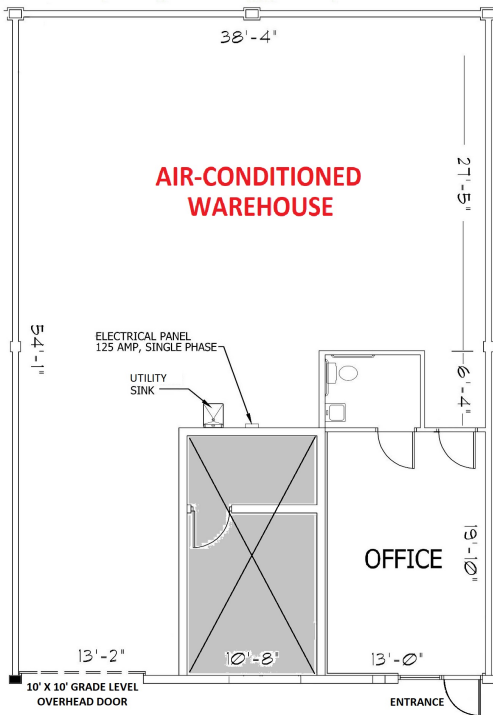 38'-4"
AIR-CONDITIONED
WAREHOUSE
27'-5"
54'-1"
ELECTRICAL PANEL
125 AMP, SINGLE PHASE
6'-4"
UTILITY
SINK
OFFICE
19'-10"
13'-2"
10'-8"
13'-0"
10' X 10' GRADE LEVEL
OVERHEAD DOOR
ENTRANCE